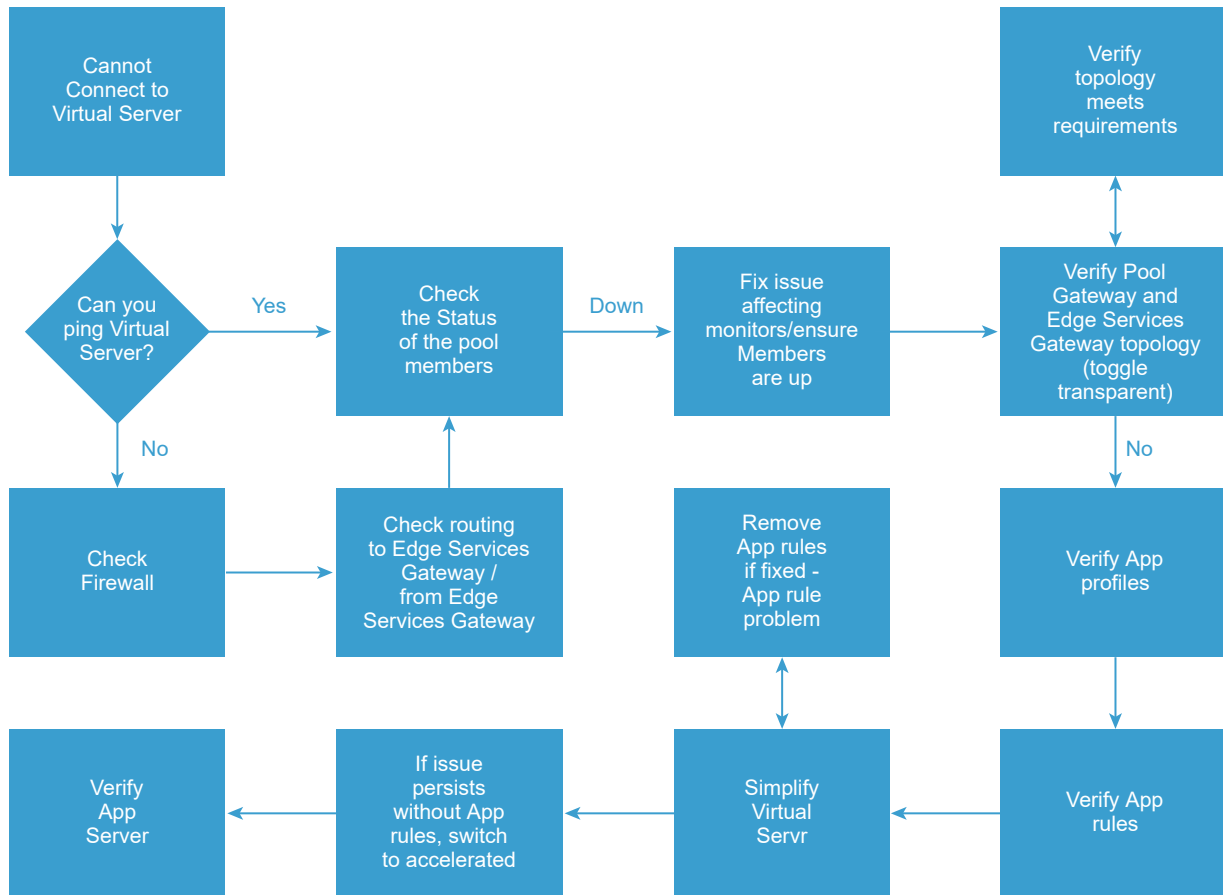 Cannot
Connect to
Virtual Server
Verify
topology
meets
requirements
Can you
ping Virtual
Server?
Yes
Check
the Status
of the pool
members
Down
Fix issue
affecting
monitors/ensure
Members
are up
Verify Pool
Gateway and
Edge Services
Gateway topology
(toggle
transparent)
No
No
Check
Firewall
Check routing
to Edge Services
Gateway /
from Edge
Services Gateway
Remove
App rules
if fixed -
App rule
problem
Verify App
profiles
Verify
App
Server
If issue
persists
without App
rules, switch
to accelerated
Simplify
Virtual
Servr
Verify App
rules